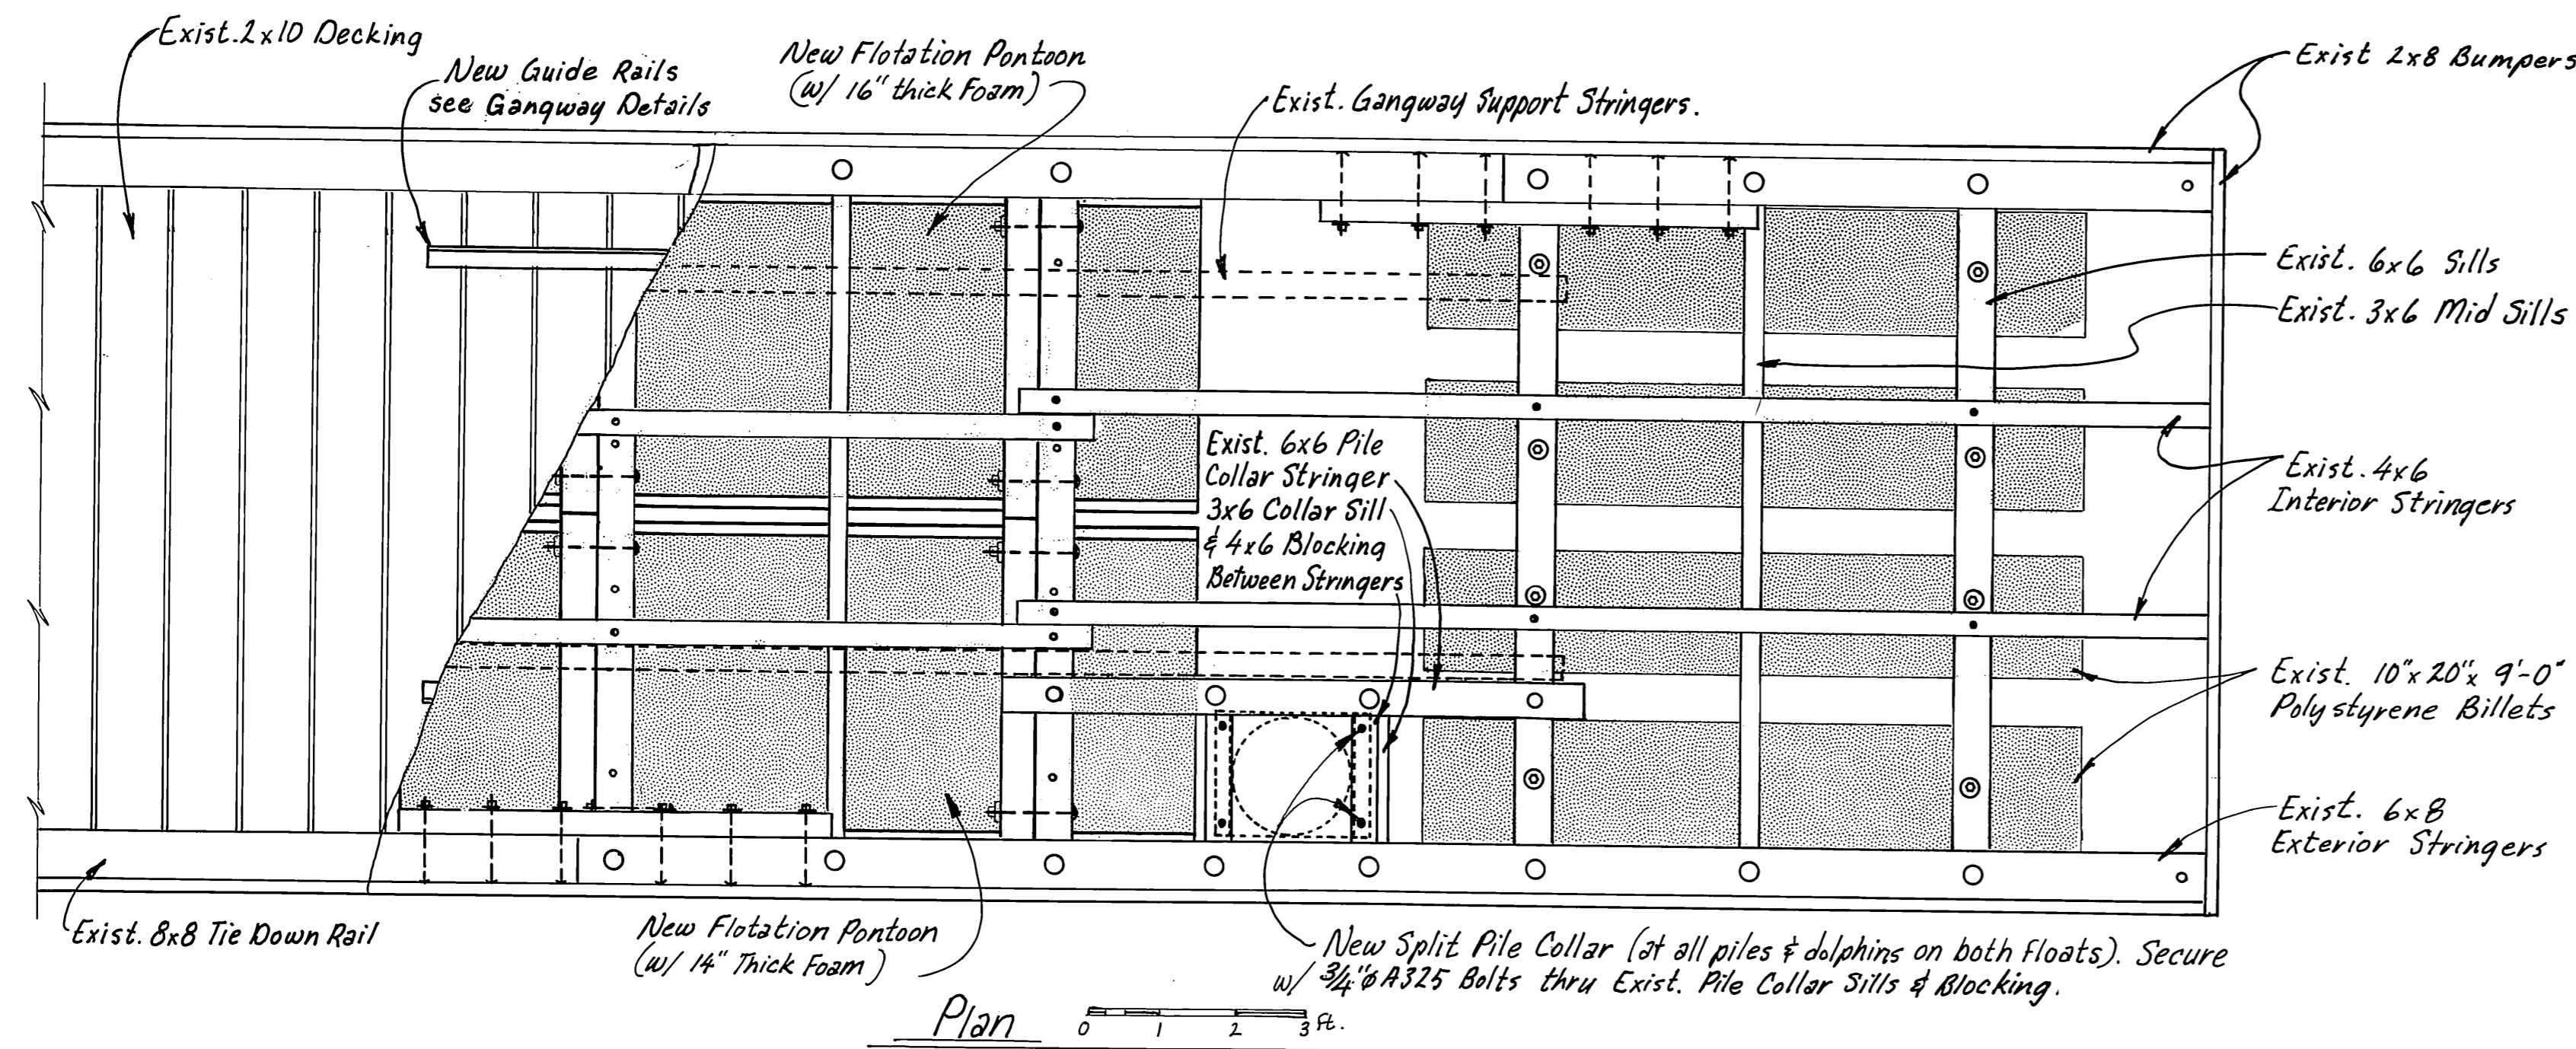 Exist. 2x10 Decking
New Guide Rails
see Gangway Details
New Flotation Pontoon
(w/ 16" thick Foam)
Exist. Gangway Support Stringers.
Exist 2x8 Bumpers
Exist. 6x6 Sills
Exist. 3x6 Mid Sills
Exist. 6x6 Pile
Collar Stringer
3x6 Collar Sill
& 4x6 Blocking
Between Stringers
Exist. 4x6
Interior Stringers
Exist. 10"x 20"x 9'-0"
Polystyrene Billets
Exist. 6x8
Exterior Stringers
Exist. 8x8 Tie Down Rail
New Flotation Pontoon
(w/ 14" Thick Foam)
New Split Pile Collar (at all piles & dolphins on both floats). Secure
w/ 3/4"ø A325 Bolts thru Exist. Pile Collar Sills & Blocking.
Plan
0 1 2 3 ft.